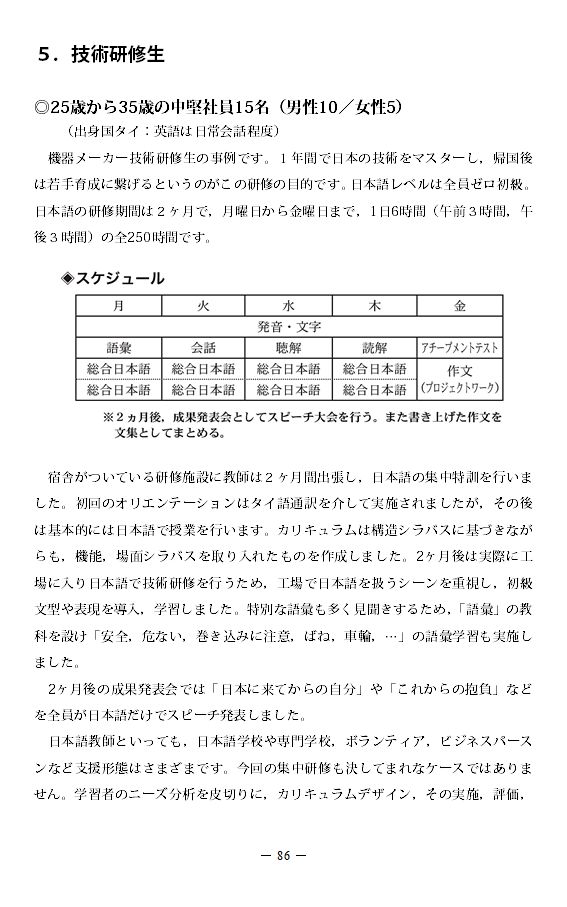 ５．技術研修生
◎25歳から35歳の中堅社員15名（男性10／女性5）
（出身国タイ：英語は日常会話程度）
機器メーカー技術研修生の事例です。１年間で日本の技術をマスターし，帰国後
は若手育成に繋げるというのがこの研修の目的です。日本語レベルは全員ゼロ初級。
日本語の研修期間は２ヶ月で，月曜日から金曜日まで，1日6時間（午前３時間，午
後３時間）の全250時間です。
◈スケジュール
月 火 水 木 金
発音・文字
語彙 会話 聴解 読解 アチーブメントテスト
総合日本語 総合日本語 総合日本語 総合日本語 作文
総合日本語 総合日本語 総合日本語 総合日本語 （プロジェクトワーク）
※２ヵ月後，成果発表会としてスピーチ大会を行う。また書き上げた作文を
文集としてまとめる。
宿舎がついている研修施設に教師は２ヶ月間出張し，日本語の集中特訓を行いま
した。初回のオリエンテーションはタイ語通訳を介して実施されましたが，その後
は基本的には日本語で授業を行います。カリキュラムは構造シラバスに基づきなが
らも，機能，場面シラバスを取り入れたものを作成しました。2ヶ月後は実際に工
場に入り日本語で技術研修を行うため，工場で日本語を扱うシーンを重視し，初級
文型や表現を導入，学習しました。特別な語彙も多く見聞きするため，「語彙」の教
科を設け「安全，危ない，巻き込みに注意，ばね，車輪，…」の語彙学習も実施し
ました。
2ヶ月後の成果発表会では「日本に来てからの自分」や「これからの抱負」など
を全員が日本語だけでスピーチ発表しました。
日本語教師といっても，日本語学校や専門学校，ボランティア，ビジネスパース
ンなど支援形態はさまざまです。今回の集中研修も決してまれなケースではありま
せん。学習者のニーズ分析を皮切りに，カリキュラムデザイン，その実施，評価，
— 86 —